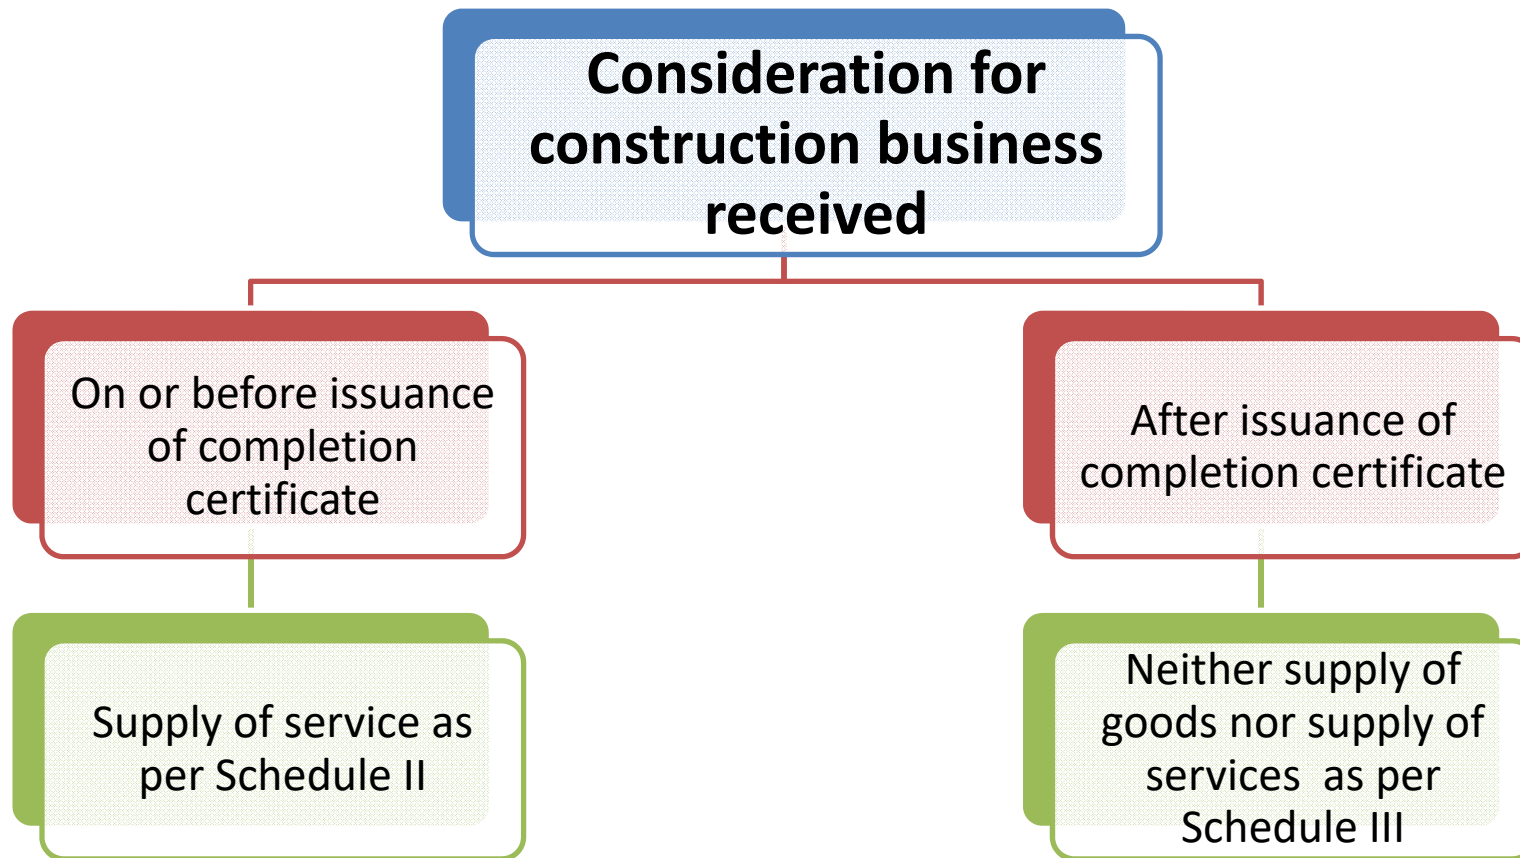 Consideration for
construction business
received
On or before issuance
of completion
certificate
After issuance of
completion certificate
Supply of service as
per Schedule II
Neither supply of
goods nor supply of
services  as per
Schedule III